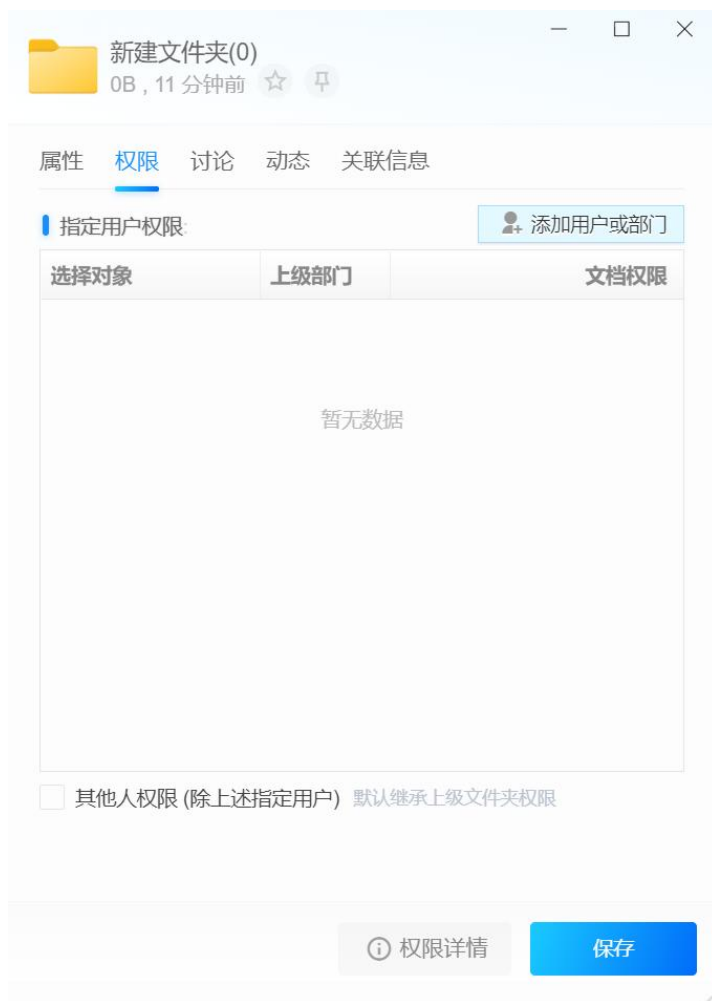 新建文件夹(0)
0B , 11 分钟前
属性 权限 讨论 动态 关联信息
指定用户权限: 添加用户或部门
选择对象 上级部门 文档权限
暂无数据
其他人权限 (除上述指定用户) 默认继承上级文件夹权限
权限详情 保存